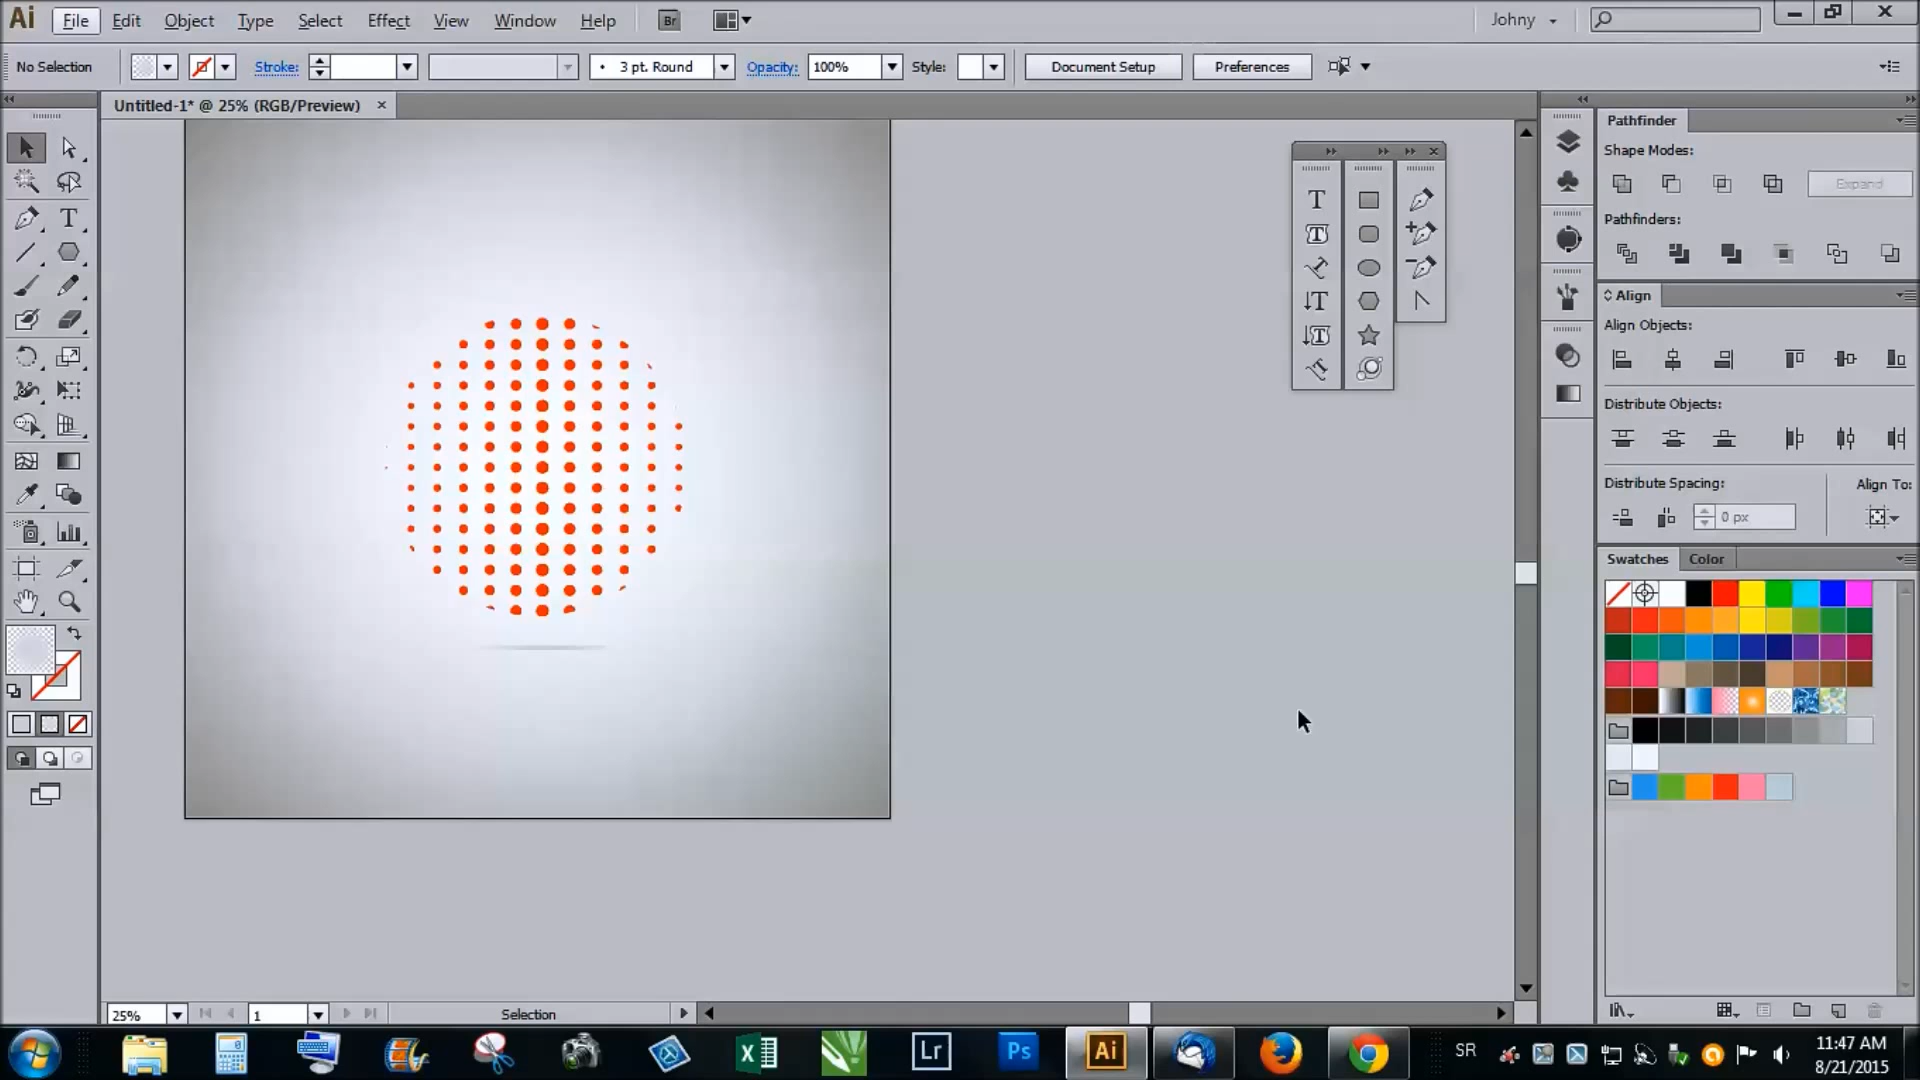 Ai File Edit Object Type Select Effect View Window Help Br Johny
No Selection Stroke: 3 pt. Round Opacity: 100% Style: Document Setup Preferences
Untitled-1* @ 25% (RGB/Preview)
Pathfinder
Shape Modes:
Expand
Pathfinders:
Align
Align Objects:
Distribute Objects:
Distribute Spacing: Align To:
0 px
Swatches Color
25% 1 Selection
Lr Ps Ai SR 11:47 AM
8/21/2015